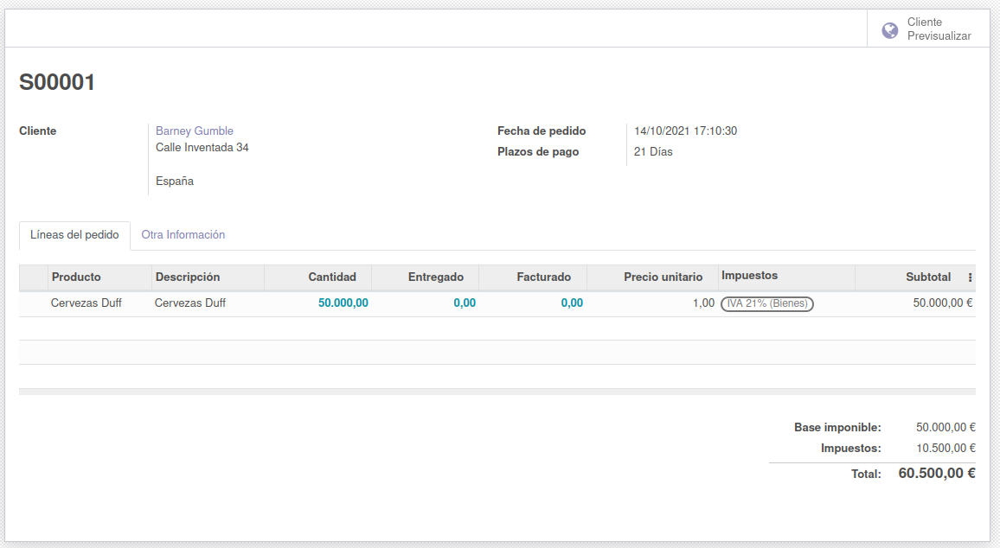 Cliente
Previsualizar
S00001
Cliente Barney Gumble Fecha de pedido 14/10/2021 17:10:30
Calle Inventada 34 Plazos de pago 21 Días
España
Líneas del pedido Otra Información
Producto Descripción Cantidad Entregado Facturado Precio unitario Impuestos Subtotal
Cervezas Duff Cervezas Duff 50.000,00 0,00 0,00 1,00 IVA 21% (Bienes) 50.000,00 €
Base imponible: 50.000,00 €
Impuestos: 10.500,00 €
Total: 60.500,00 €